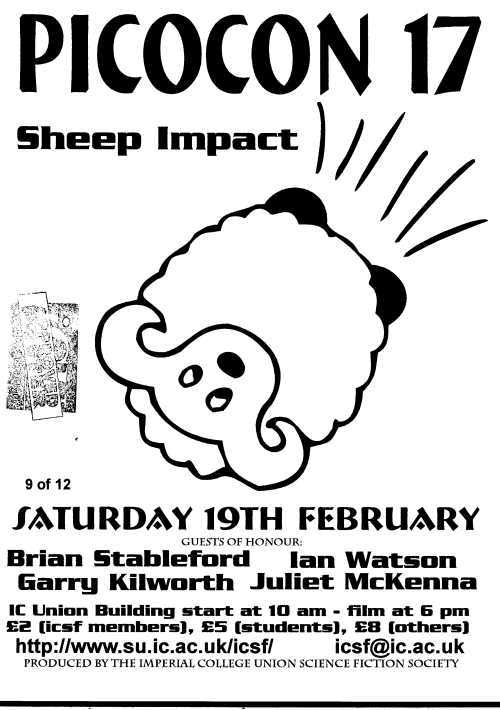 PICOCON 17
Sheep Impact
9 of 12
SATURDAY 19TH FEBRUARY
GUESTS OF HONOUR:
Brian Stableford Ian Watson
Garry Kilworth Juliet McKenna
IC Union Building start at 10 am - film at 6 pm
£2 (icsf members), £5 (students), £8 (others)
http://www.su.ic.ac.uk/icsf/ icsf@ic.ac.uk
PRODUCED BY THE IMPERIAL COLLEGE UNION SCIENCE FICTION SOCIETY